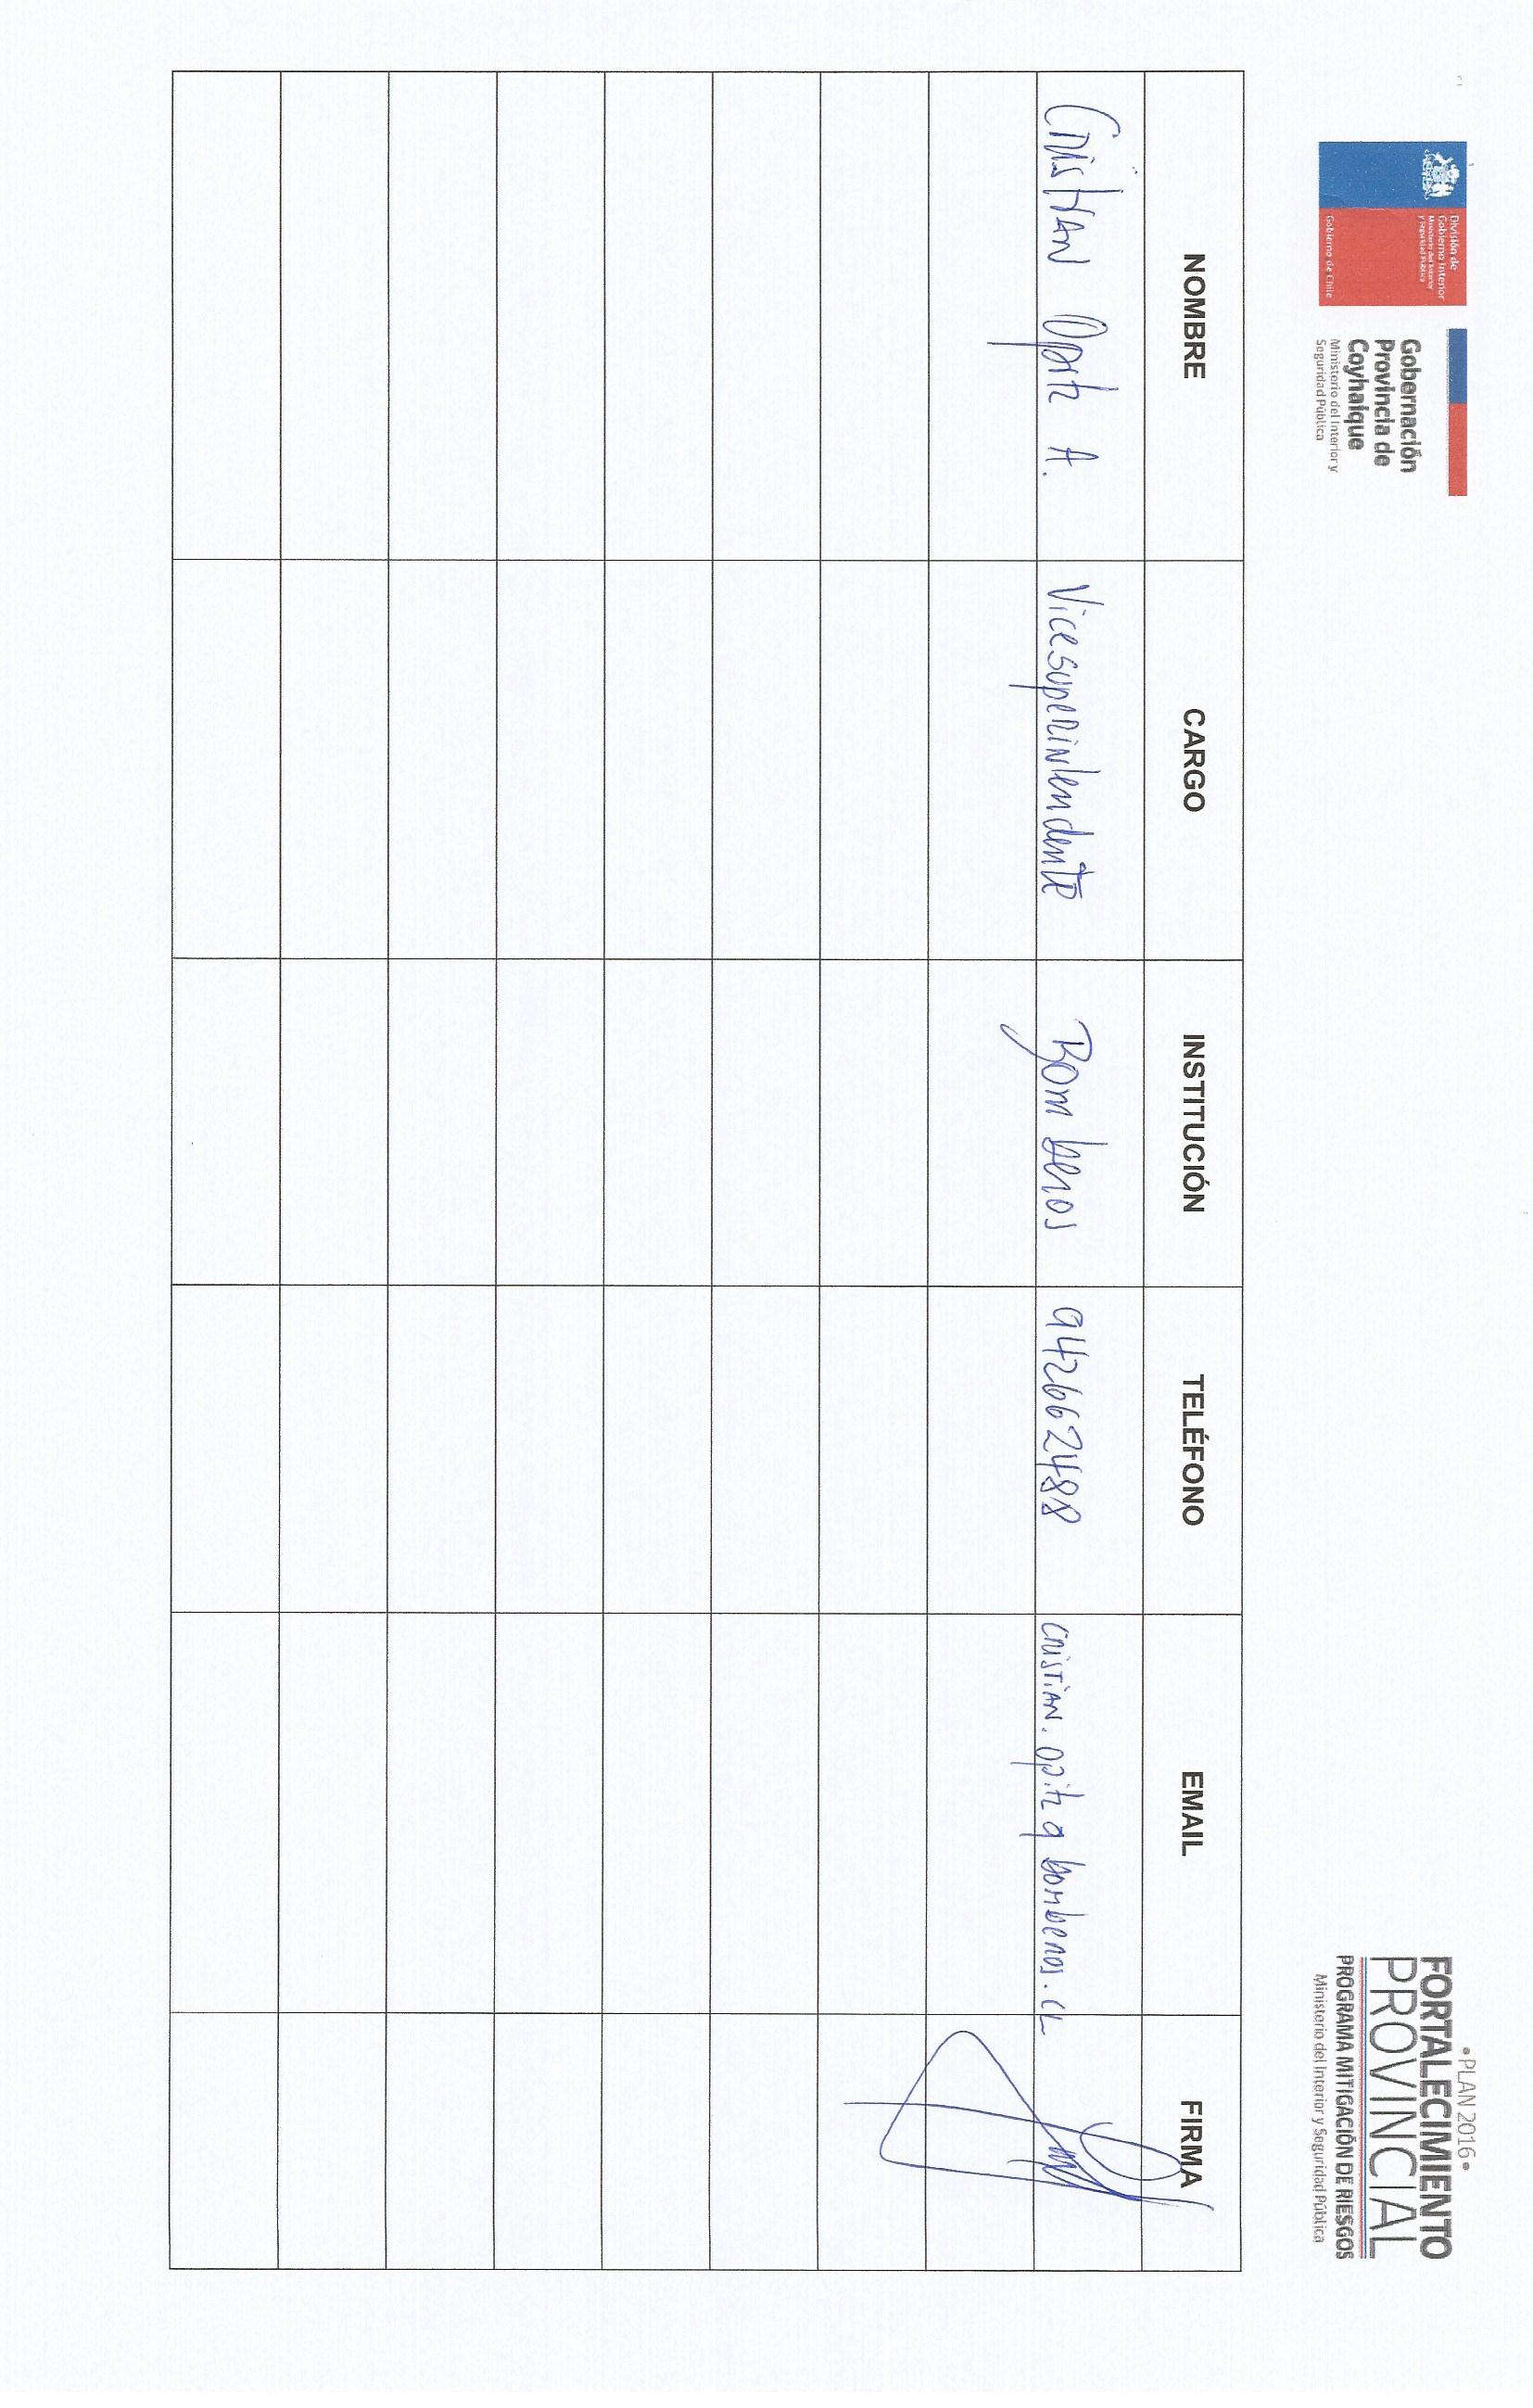 División de
Gobierno Interior
Ministerio del Interior
y Seguridad Pública
Gobierno de Chile
Gobernación
Provincia de
Coyhaique
Ministerio del Interior y
Seguridad Pública
•PLAN 2016•
FORTALECIMIENTO
PROVINCIAL
PROGRAMA MITIGACIÓN DE RIESGOS
Ministerio del Interior y Seguridad Pública
NOMBRE CARGO INSTITUCIÓN TELÉFONO EMAIL FIRMA
Cristian Opitz A. Vicesuperintendente Bomberos 942662488 cristian.opitz@bomberos.cl